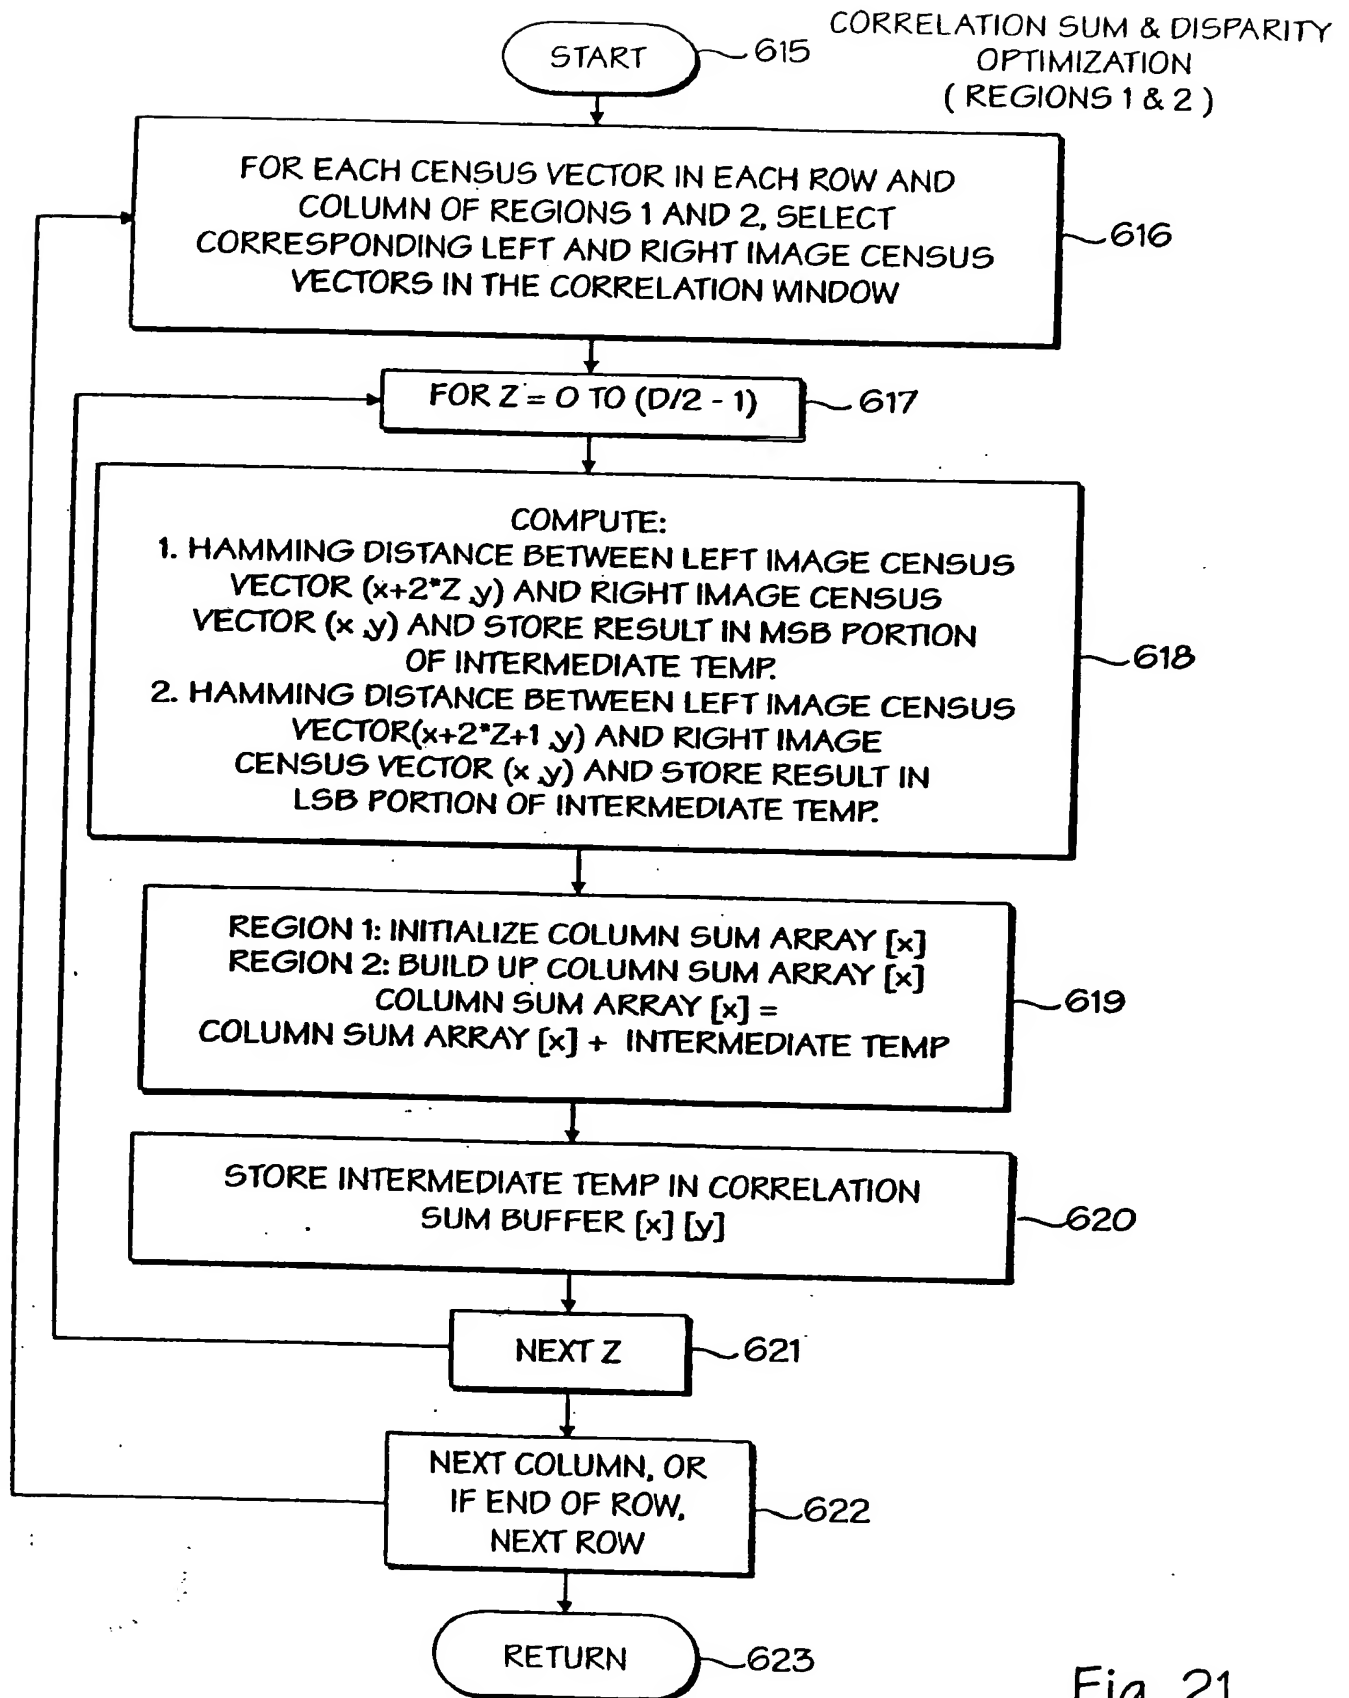 CORRELATION SUM & DISPARITY
OPTIMIZATION
( REGIONS 1 & 2 )
START
615
FOR EACH CENSUS VECTOR IN EACH ROW AND
COLUMN OF REGIONS 1 AND 2, SELECT
CORRESPONDING LEFT AND RIGHT IMAGE CENSUS
VECTORS IN THE CORRELATION WINDOW
616
FOR Z = 0 TO (D/2 - 1)
617
COMPUTE:
1. HAMMING DISTANCE BETWEEN LEFT IMAGE CENSUS
VECTOR (x+2*Z ,y) AND RIGHT IMAGE CENSUS
VECTOR (x ,y) AND STORE RESULT IN MSB PORTION
OF INTERMEDIATE TEMP.
2. HAMMING DISTANCE BETWEEN LEFT IMAGE CENSUS
VECTOR(x+2*Z+1 ,y) AND RIGHT IMAGE
CENSUS VECTOR (x ,y) AND STORE RESULT IN
LSB PORTION OF INTERMEDIATE TEMP.
618
REGION 1: INITIALIZE COLUMN SUM ARRAY [x]
REGION 2: BUILD UP COLUMN SUM ARRAY [x]
COLUMN SUM ARRAY [x] =
COLUMN SUM ARRAY [x] + INTERMEDIATE TEMP
619
STORE INTERMEDIATE TEMP IN CORRELATION
SUM BUFFER [x] [y]
620
NEXT Z
621
NEXT COLUMN, OR
IF END OF ROW,
NEXT ROW
622
RETURN
623
Fig. 21